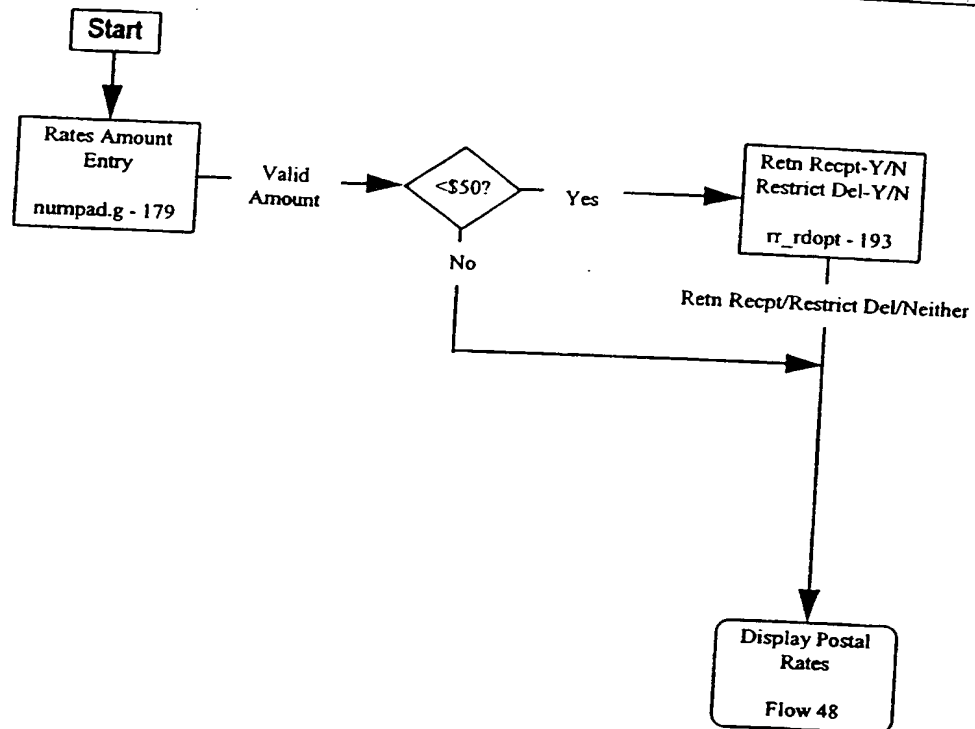 Start
Rates Amount
Entry
numpad.g - 179
Valid
Amount
<$50?
Yes
No
Retn Recpt-Y/N
Restrict Del-Y/N
rr_rdopt - 193
Retn Recpt/Restrict Del/Neither
Display Postal
Rates
Flow 48